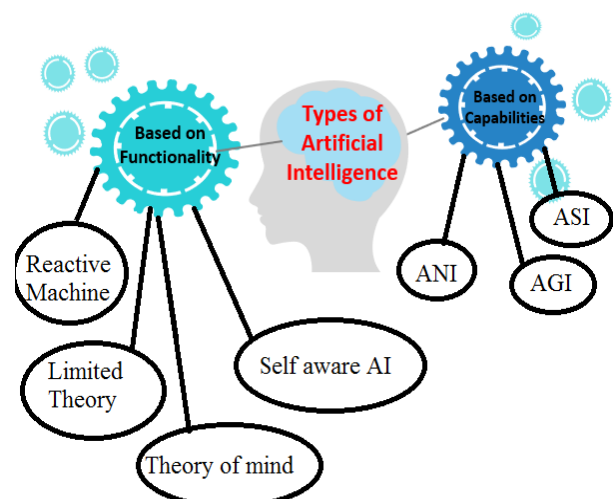 Types of
Artificial
Intelligence
Based on
Functionality
Reactive
Machine
Limited
Theory
Theory of mind
Self aware AI
Based on
Capabilities
ANI
AGI
ASI